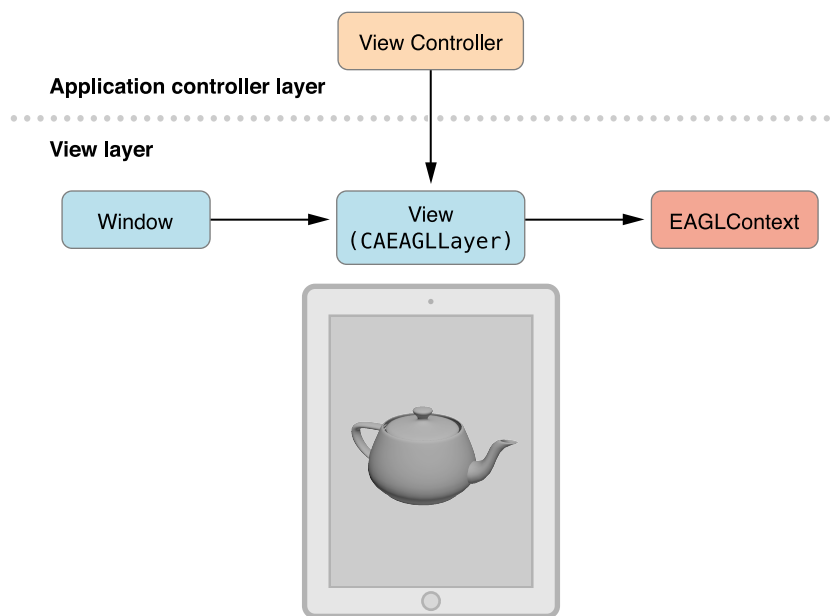 View Controller
Application controller layer
View layer
Window
View
(CAEAGLLayer)
EAGLContext